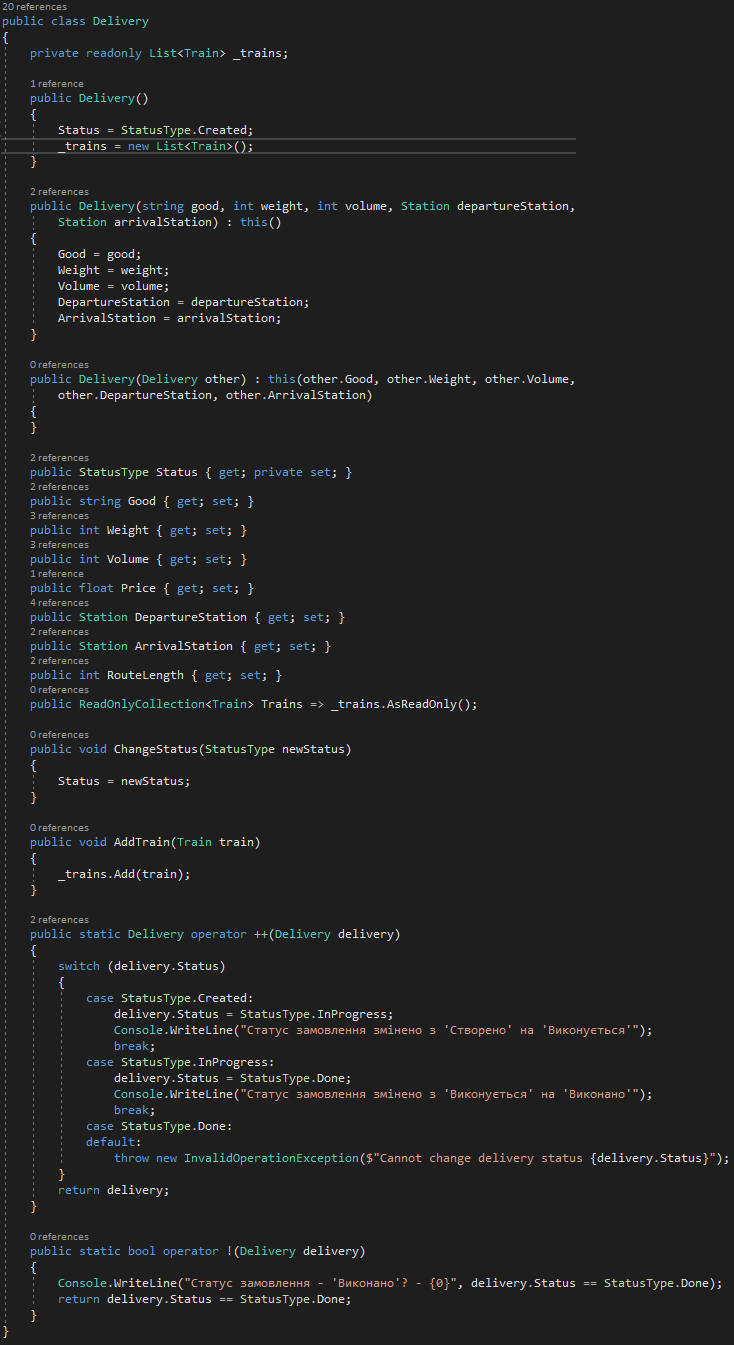 20 references
public class Delivery
{
private readonly List<Train> _trains;
1 reference
public Delivery()
{
Status = StatusType.Created;
_trains = new List<Train>();
}
2 references
public Delivery(string good, int weight, int volume, Station departureStation,
Station arrivalStation) : this()
{
Good = good;
Weight = weight;
Volume = volume;
DepartureStation = departureStation;
ArrivalStation = arrivalStation;
}
0 references
public Delivery(Delivery other) : this(other.Good, other.Weight, other.Volume,
other.DepartureStation, other.ArrivalStation)
{
}
2 references
public StatusType Status { get; private set; }
2 references
public string Good { get; set; }
3 references
public int Weight { get; set; }
3 references
public int Volume { get; set; }
1 reference
public float Price { get; set; }
4 references
public Station DepartureStation { get; set; }
2 references
public Station ArrivalStation { get; set; }
2 references
public int RouteLength { get; set; }
0 references
public ReadOnlyCollection<Train> Trains => _trains.AsReadOnly();
0 references
public void ChangeStatus(StatusType newStatus)
{
Status = newStatus;
}
0 references
public void AddTrain(Train train)
{
_trains.Add(train);
}
2 references
public static Delivery operator ++(Delivery delivery)
{
switch (delivery.Status)
{
case StatusType.Created:
delivery.Status = StatusType.InProgress;
Console.WriteLine("Статус замовлення змінено з 'Створено' на 'Виконується'");
break;
case StatusType.InProgress:
delivery.Status = StatusType.Done;
Console.WriteLine("Статус замовлення змінено з 'Виконується' на 'Виконано'");
break;
case StatusType.Done:
default:
throw new InvalidOperationException($"Cannot change delivery status {delivery.Status}");
}
return delivery;
}
0 references
public static bool operator !(Delivery delivery)
{
Console.WriteLine("Статус замовлення - 'Виконано'? - {0}", delivery.Status == StatusType.Done);
return delivery.Status == StatusType.Done;
}
}